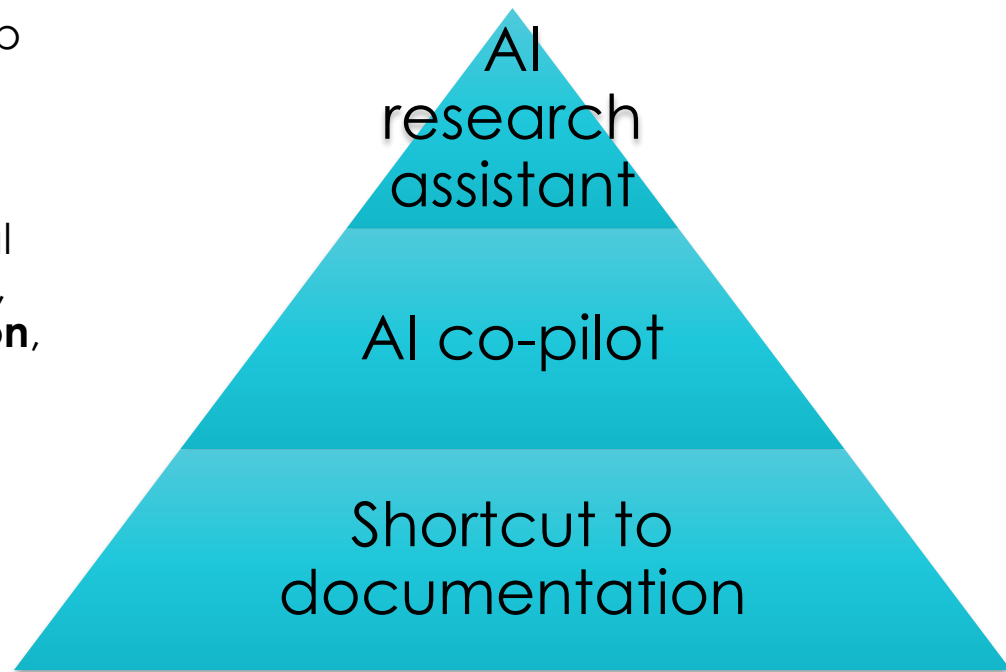 AI
research
assistant
AI co-pilot
Shortcut to
documentation